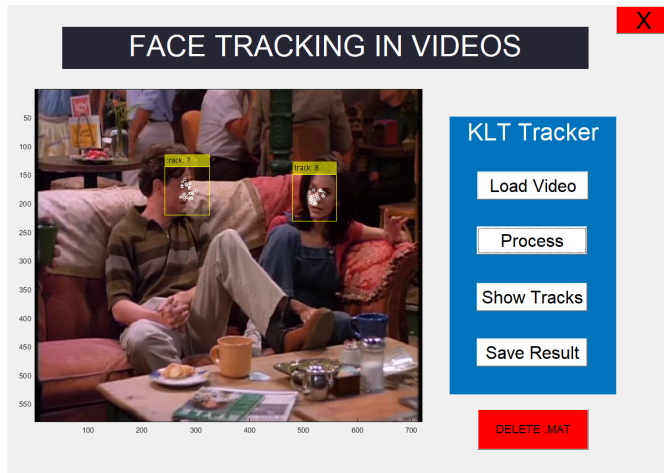 X
FACE TRACKING IN VIDEOS
KLT Tracker
Load Video
Process
Show Tracks
Save Result
DELETE .MAT
track: 7
track: 8
50
100
150
200
250
300
350
400
450
500
550
100
200
300
400
500
600
700
STYLE